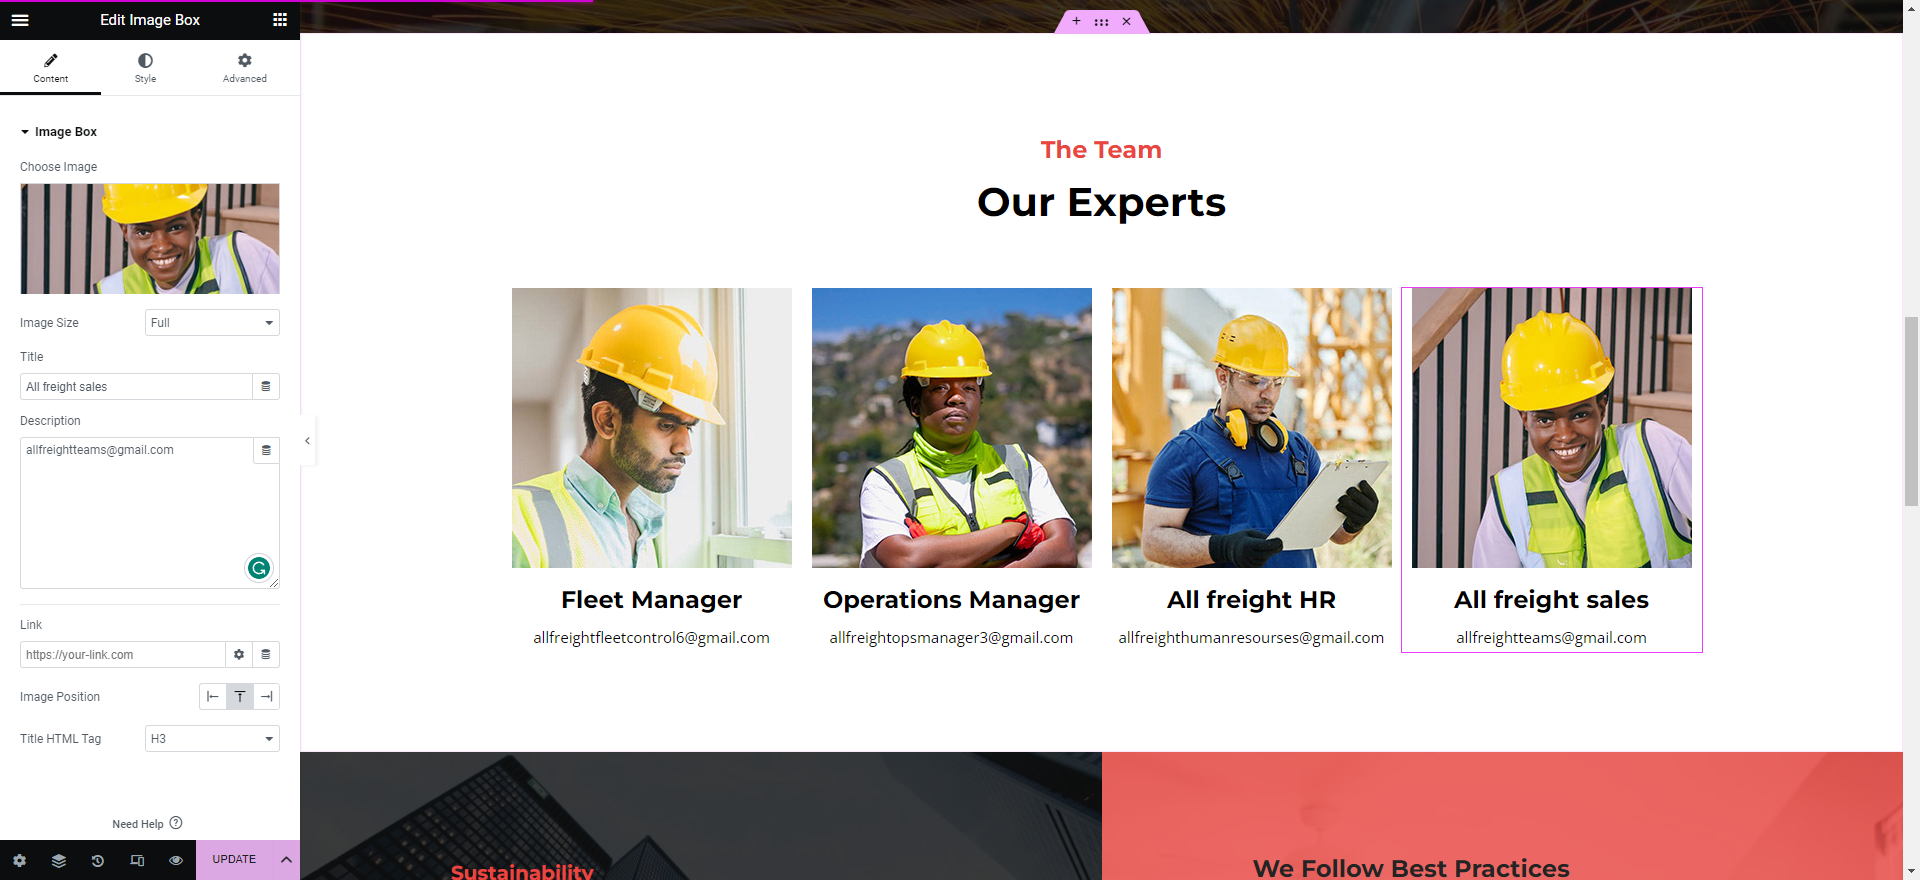 Edit Image Box
Content
Style
Advanced
Image Box
Choose Image
Image Size
Full
Title
All freight sales
Description
allfreightteams@gmail.com
Link
https://your-link.com
Image Position
Title HTML Tag
H3
Need Help
UPDATE
The Team
Our Experts
Fleet Manager
allfreightfleetcontrol6@gmail.com
Operations Manager
allfreightopsmanager3@gmail.com
All freight HR
allfreighthumanresourses@gmail.com
All freight sales
allfreightteams@gmail.com
Sustainability
We Follow Best Practices